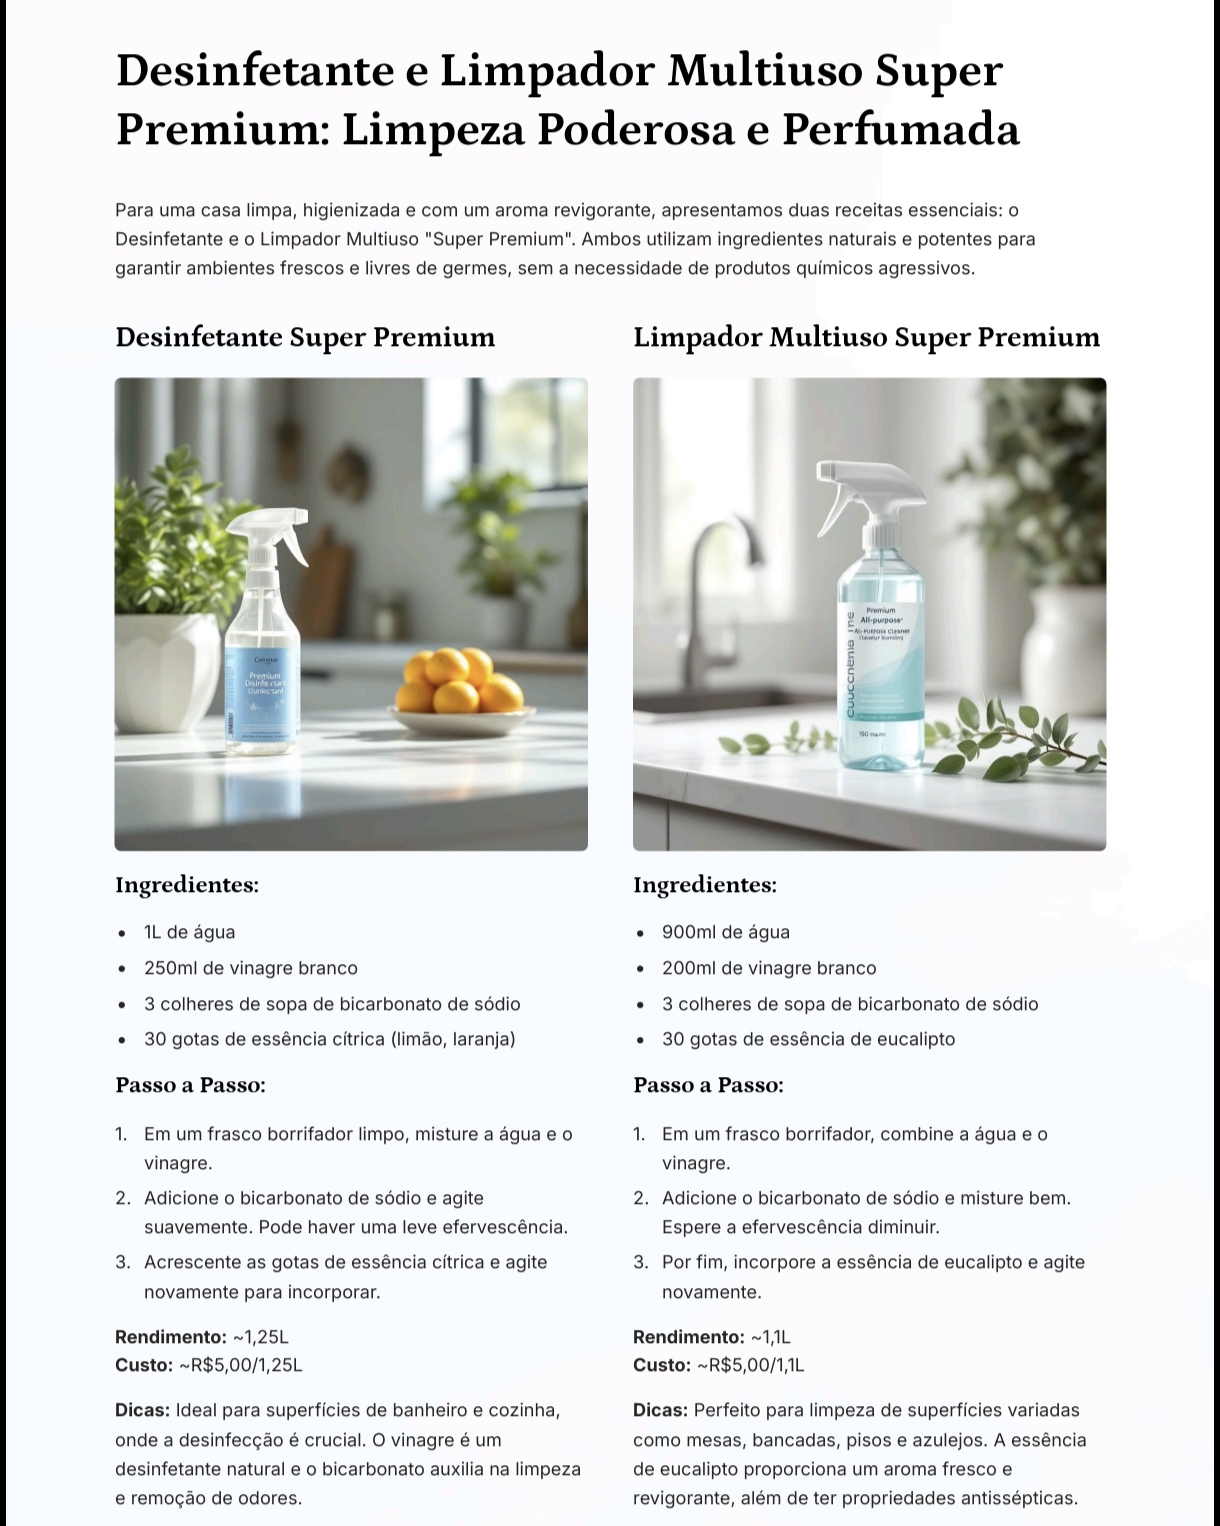 Desinfetante e Limpador Multiuso Super
Premium: Limpeza Poderosa e Perfumada
Para uma casa limpa, higienizada e com um aroma revigorante, apresentamos duas receitas essenciais: o
Desinfetante e o Limpador Multiuso "Super Premium". Ambos utilizam ingredientes naturais e potentes para
garantir ambientes frescos e livres de germes, sem a necessidade de produtos químicos agressivos.
Desinfetante Super Premium
Premium
Ingredientes:
• 1L de água
• 250ml de vinagre branco
• 3 colheres de sopa de bicarbonato de sódio
• 30 gotas de essência cítrica (limão, laranja)
Passo a Passo:
1. Em um frasco borrifador limpo, misture a água e o
vinagre.
2. Adicione o bicarbonato de sódio e agite
suavemente. Pode haver uma leve efervescência.
3. Acrescente as gotas de essência cítrica e agite
novamente para incorporar.
Rendimento: ~1,25L
Custo: ~R$5,00/1,25L
Dicas: Ideal para superfícies de banheiro e cozinha,
onde a desinfecção é crucial. O vinagre é um
desinfetante natural e o bicarbonato auxilia na limpeza
e remoção de odores.
Limpador Multiuso Super Premium
Premium
All-purpose
Ingredientes:
• 900ml de água
• 200ml de vinagre branco
• 3 colheres de sopa de bicarbonato de sódio
• 30 gotas de essência de eucalipto
Passo a Passo:
1. Em um frasco borrifador, combine a água e o
vinagre.
2. Adicione o bicarbonato de sódio e misture bem.
Espere a efervescência diminuir.
3. Por fim, incorpore a essência de eucalipto e agite
novamente.
Rendimento: ~1,1L
Custo: ~R$5,00/1,1L
Dicas: Perfeito para limpeza de superfícies variadas
como mesas, bancadas, pisos e azulejos. A essência
de eucalipto proporciona um aroma fresco e
revigorante, além de ter propriedades antissépticas.